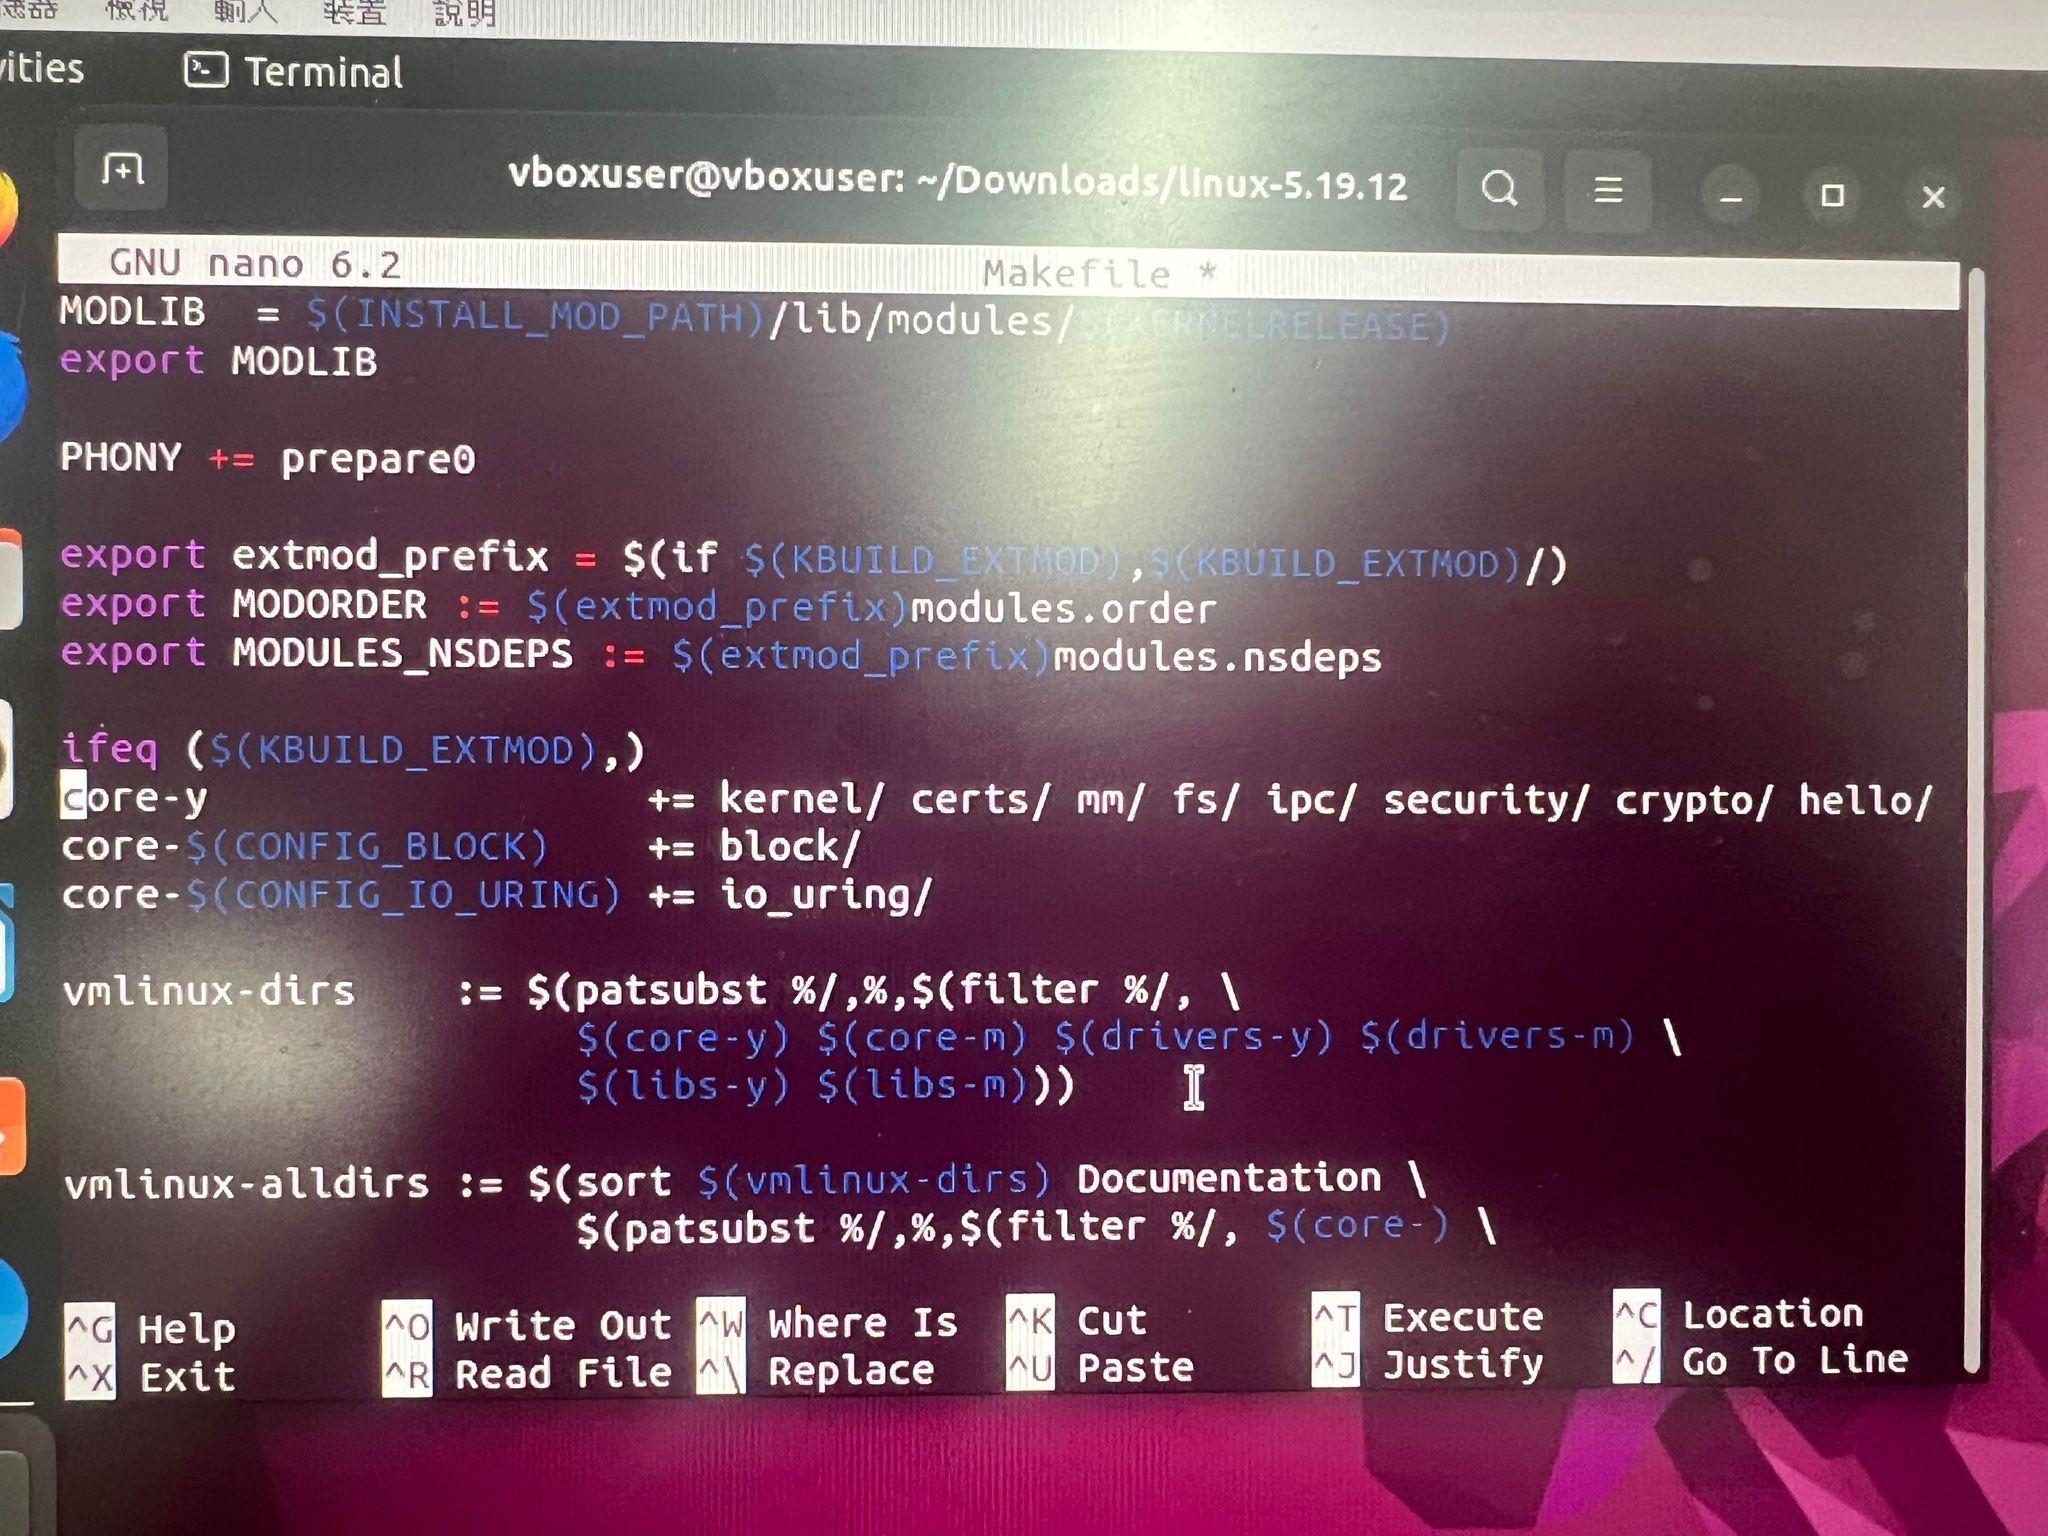 檢視 輸入 裝置 說明
Terminal
vboxuser@vboxuser: ~/Downloads/linux-5.19.12
GNU nano 6.2 Makefile *
MODLIB = $(INSTALL_MOD_PATH)/lib/modules/$(KERNELRELEASE)
export MODLIB
PHONY += prepare0
export extmod_prefix = $(if $(KBUILD_EXTMOD),$(KBUILD_EXTMOD)/)
export MODORDER := $(extmod_prefix)modules.order
export MODULES_NSDEPS := $(extmod_prefix)modules.nsdeps
ifeq ($(KBUILD_EXTMOD),)
core-y += kernel/ certs/ mm/ fs/ ipc/ security/ crypto/ hello/
core-$(CONFIG_BLOCK) += block/
core-$(CONFIG_IO_URING) += io_uring/
vmlinux-dirs := $(patsubst %/,%,$(filter %/, \
$(core-y) $(core-m) $(drivers-y) $(drivers-m) \
$(libs-y) $(libs-m)))
vmlinux-alldirs := $(sort $(vmlinux-dirs) Documentation \
$(patsubst %/,%,$(filter %/, $(core-) \
^G Help ^O Write Out ^W Where Is ^K Cut ^T Execute ^C Location
^X Exit ^R Read File ^\ Replace ^U Paste ^J Justify ^/ Go To Line